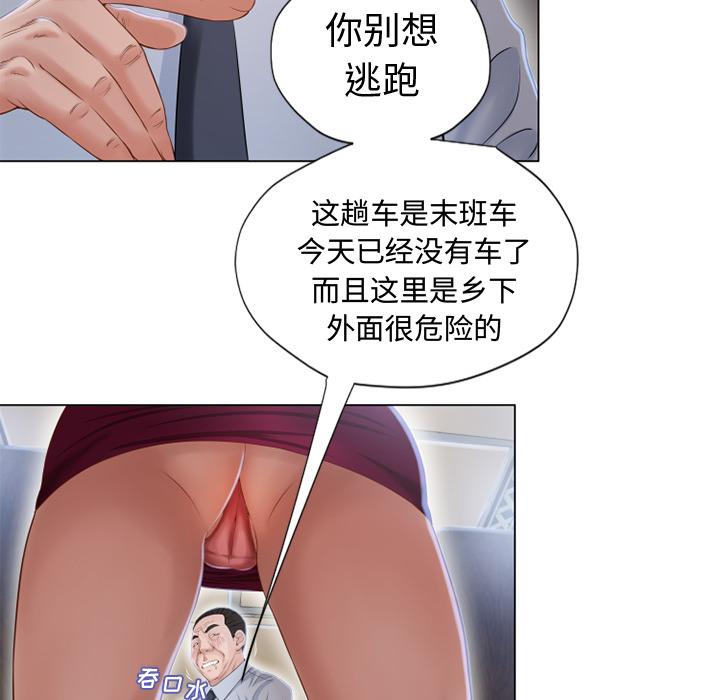 你别想
逃跑
这趟车是末班车
今天已经没有车了
而且这里是乡下
外面很危险的
吞口水